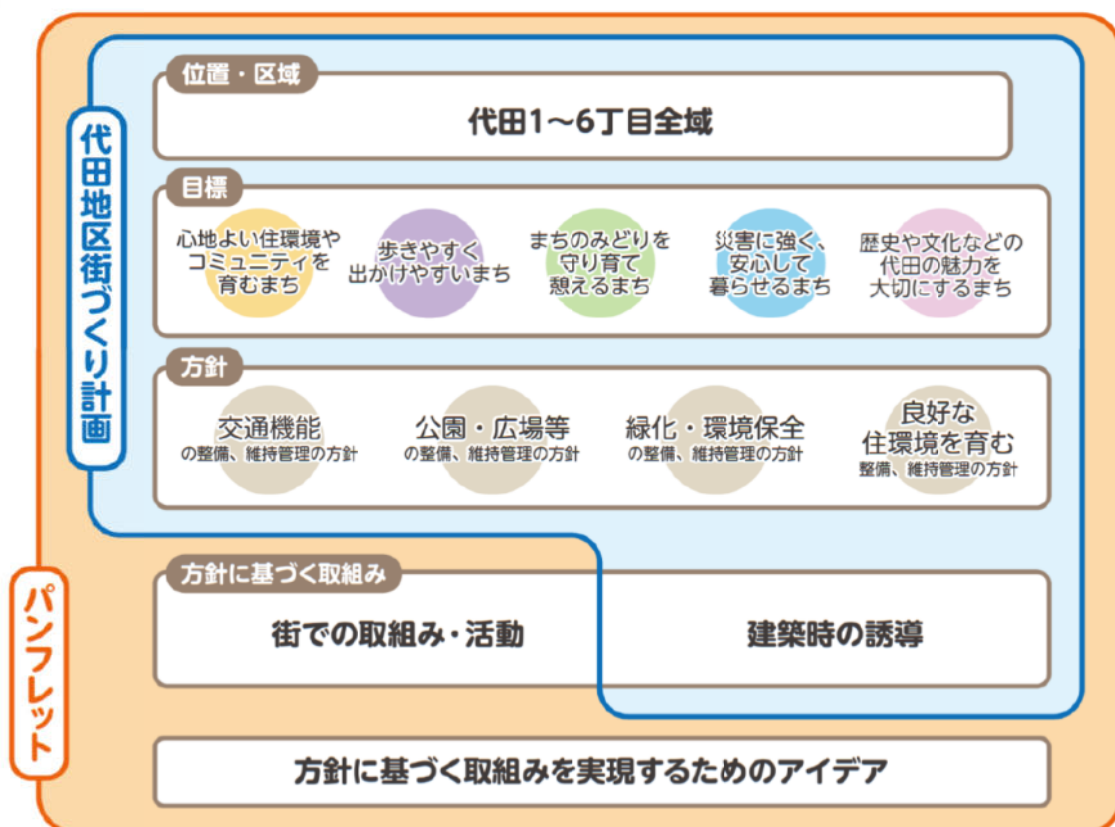 代田地区街づくり計画
位置・区域
代田1～6丁目全域
目標
心地よい住環境や
コミュニティを
育むまち
歩きやすく
出かけやすいまち
まちのみどりを
守り育て
憩えるまち
災害に強く、
安心して
暮らせるまち
歴史や文化などの
代田の魅力を
大切にするまち
方針
交通機能
の整備、維持管理の方針
公園・広場等
の整備、維持管理の方針
緑化・環境保全
の整備、維持管理の方針
良好な
住環境を育む
整備、維持管理の方針
パンフレット
方針に基づく取組み
街での取組み・活動
建築時の誘導
方針に基づく取組みを実現するためのアイデア